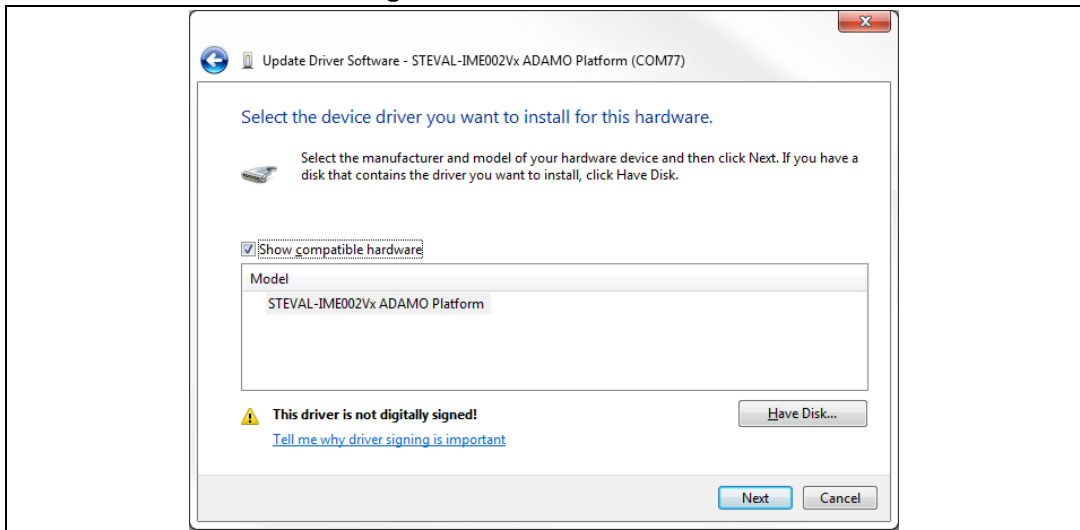 Update Driver Software - STEVAL-IME002Vx ADAMO Platform (COM77)
Select the device driver you want to install for this hardware.
Select the manufacturer and model of your hardware device and then click Next. If you have a
disk that contains the driver you want to install, click Have Disk.
Show compatible hardware
Model
STEVAL-IME002Vx ADAMO Platform
This driver is not digitally signed!
Have Disk...
Tell me why driver signing is important
Next
Cancel